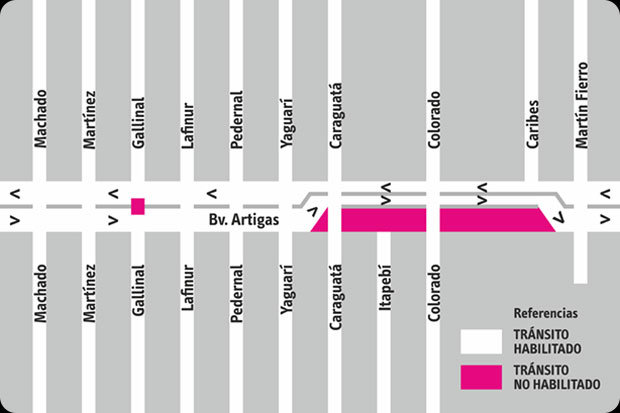 Machado
Martínez
Gallinal
Lafinur
Pedernal
Yaguarí
Caraguatá
Colorado
Caribes
Martín Fierro
Bv. Artigas
Machado
Martínez
Gallinal
Lafinur
Pedernal
Yaguarí
Caraguatá
Itapebí
Colorado
Referencias
TRÁNSITO
HABILITADO
TRÁNSITO
NO HABILITADO